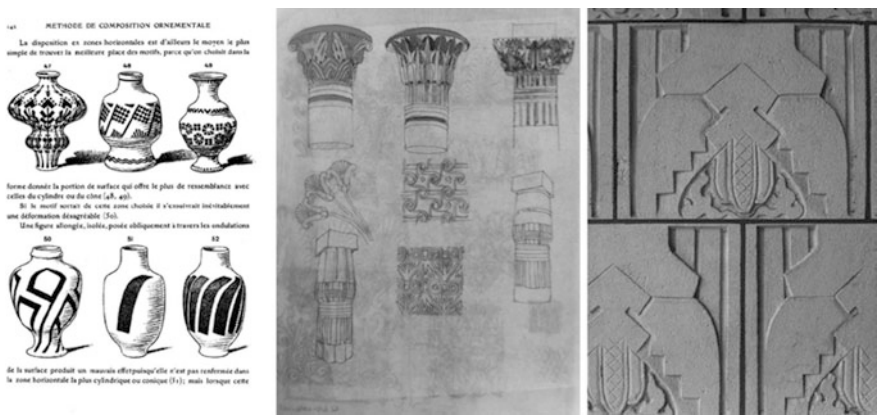 142 METHODE DE COMPOSITION ORNEMENTALE
La disposition en zones horizontales est d'ailleurs le moyen le plus
simple de trouver la meilleure place des motifs, parce qu'on choisit dans la
47 48 49
forme donnée la portion de surface qui offre le plus de ressemblance avec
celles du cylindre ou du cône (48, 49).
Si le motif sortait de cette zone choisie il s'ensuivrait inévitablement
une déformation désagréable (50).
Une figure allongée, isolée, posée obliquement à travers les ondulations
50 51 52
de la surface produit un mauvais effet puisqu'elle n'est pas renfermée dans
la zone horizontale la plus cylindrique ou conique (51); mais lorsque cette